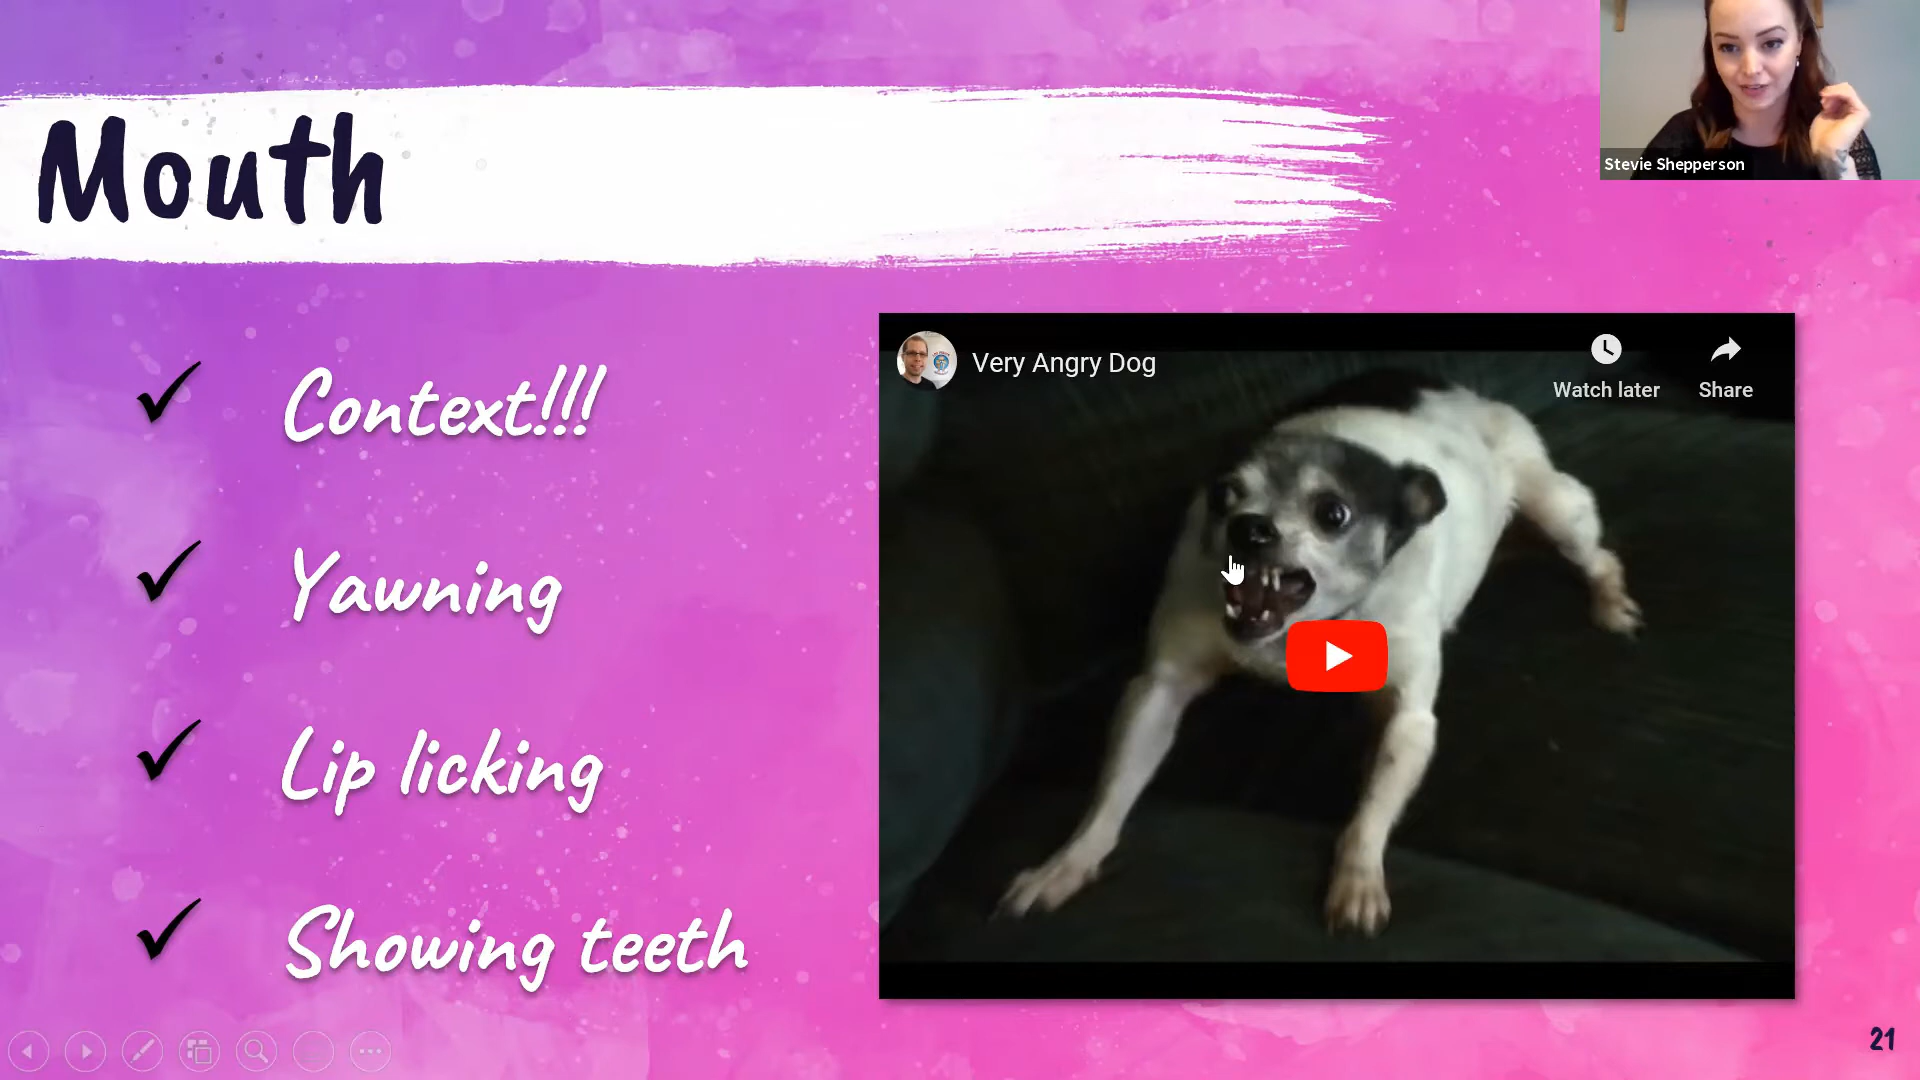 Mouth
Stevie Shepperson
Context!!!
Yawning
Lip licking
Showing teeth
Very Angry Dog
Watch later
Share
21